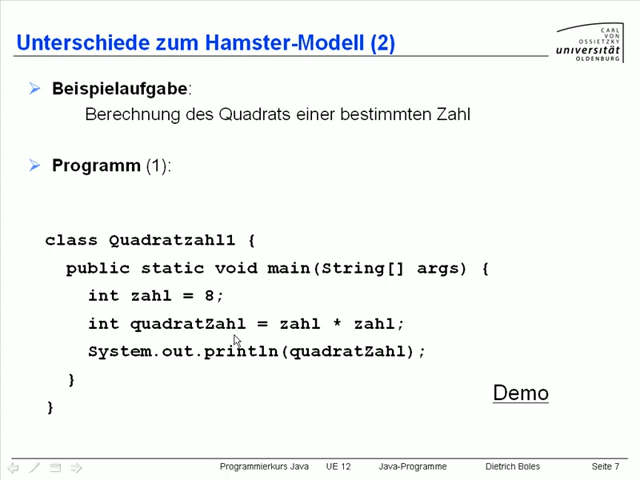 Unterschiede zum Hamster-Modell (2)
CARL
VON
OSSIETZKY
universität
OLDENBURG
Beispielaufgabe:
Berechnung des Quadrats einer bestimmten Zahl
Programm (1):
class Quadratzahl1 {
public static void main(String[] args) {
int zahl = 8;
int quadratZahl = zahl * zahl;
System.out.println(quadratZahl);
}
}
Demo
Programmierkurs Java UE 12 Java-Programme Dietrich Boles Seite 7